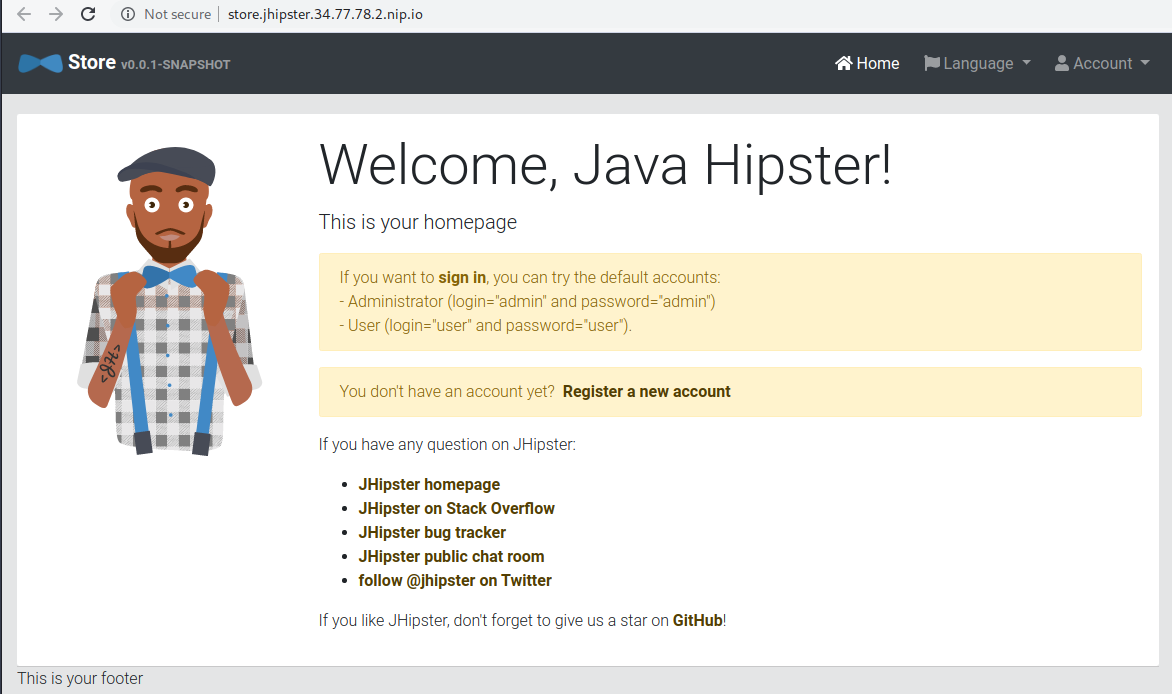 Not secure store.jhipster.34.77.78.2.nip.io
Store v0.0.1-SNAPSHOT Home Language Account
Welcome, Java Hipster!
This is your homepage
If you want to sign in, you can try the default accounts:
- Administrator (login="admin" and password="admin")
- User (login="user" and password="user").
You don't have an account yet? Register a new account
If you have any question on JHipster:
JHipster homepage
JHipster on Stack Overflow
JHipster bug tracker
JHipster public chat room
follow @jhipster on Twitter
If you like JHipster, don't forget to give us a star on GitHub!
<JH>
This is your footer